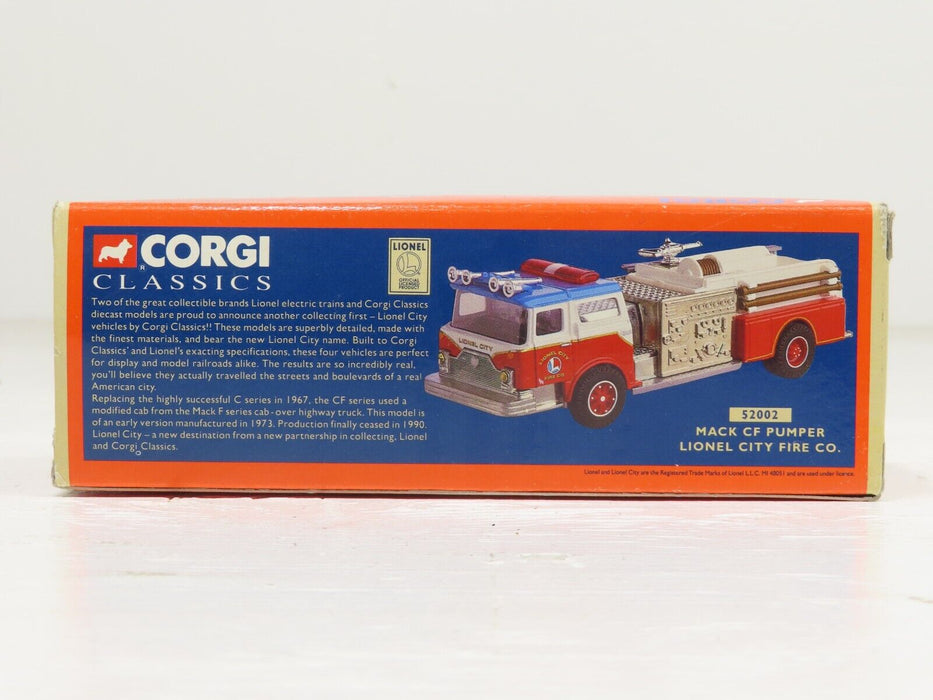 CORGI
CLASSICS
LIONEL
OFFICIAL
LICENSED
PRODUCT
Two of the great collectible brands Lionel electric trains and Corgi Classics
diecast models are proud to announce another collecting first – Lionel City
vehicles by Corgi Classics!! These models are superbly detailed, made with
the finest materials, and bear the new Lionel City name. Built to Corgi
Classics' and Lionel's exacting specifications, these four vehicles are perfect
for display and model railroads alike. The results are so incredibly real,
you'll believe they actually travelled the streets and boulevards of a real
American city.
Replacing the highly successful C series in 1967, the CF series used a
modified cab from the Mack F series cab-over highway truck. This model is
of an early version manufactured in 1973. Production finally ceased in 1990.
Lionel City – a new destination from a new partnership in collecting, Lionel
and Corgi Classics.
LIONEL CITY
LIONEL CITY
FIRE CO.
52002
MACK CF PUMPER
LIONEL CITY FIRE CO.
Lionel and Lionel City are the Registered Trade Marks of Lionel L.L.C. MI 48051 and are used under licence.